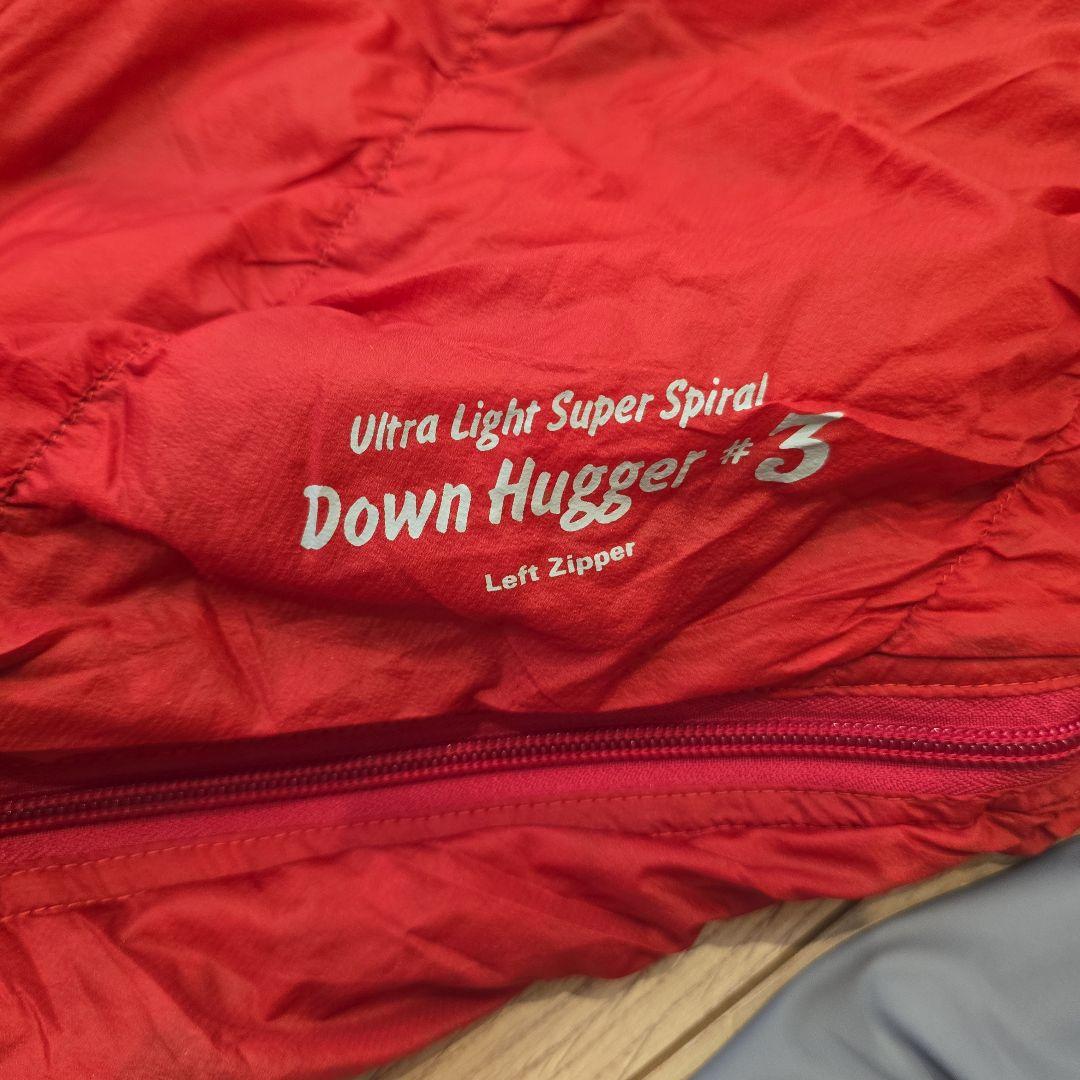 Ultra Light Super Spiral
Down Hugger #3
Left Zipper